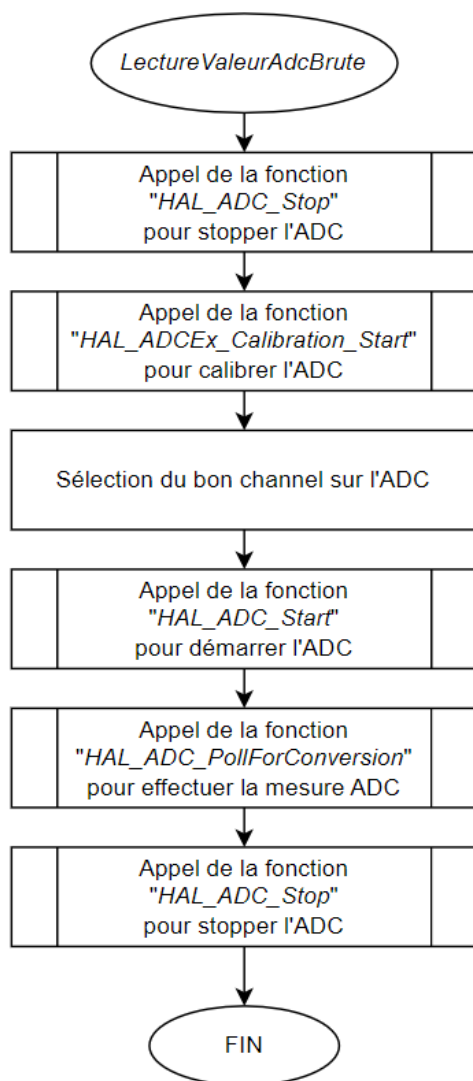 LectureValeurAdcBrute
Appel de la fonction
"HAL_ADC_Stop"
pour stopper l'ADC
Appel de la fonction
"HAL_ADCEx_Calibration_Start"
pour calibrer l'ADC
Sélection du bon channel sur l'ADC
Appel de la fonction
"HAL_ADC_Start"
pour démarrer l'ADC
Appel de la fonction
"HAL_ADC_PollForConversion"
pour effectuer la mesure ADC
Appel de la fonction
"HAL_ADC_Stop"
pour stopper l'ADC
FIN